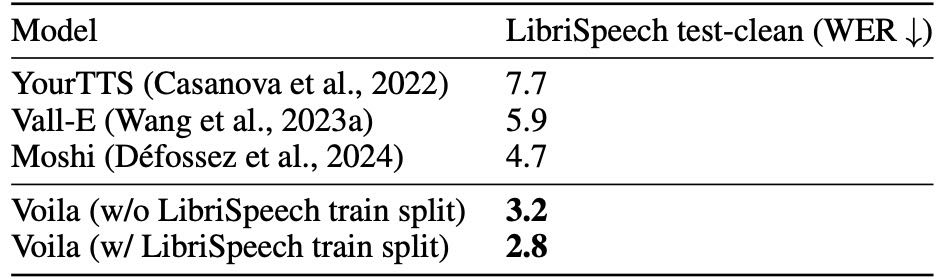 Model LibriSpeech test-clean (WER ↓)
YourTTS (Casanova et al., 2022) 7.7
Vall-E (Wang et al., 2023a) 5.9
Moshi (Défossez et al., 2024) 4.7
Voila (w/o LibriSpeech train split) 3.2
Voila (w/ LibriSpeech train split) 2.8